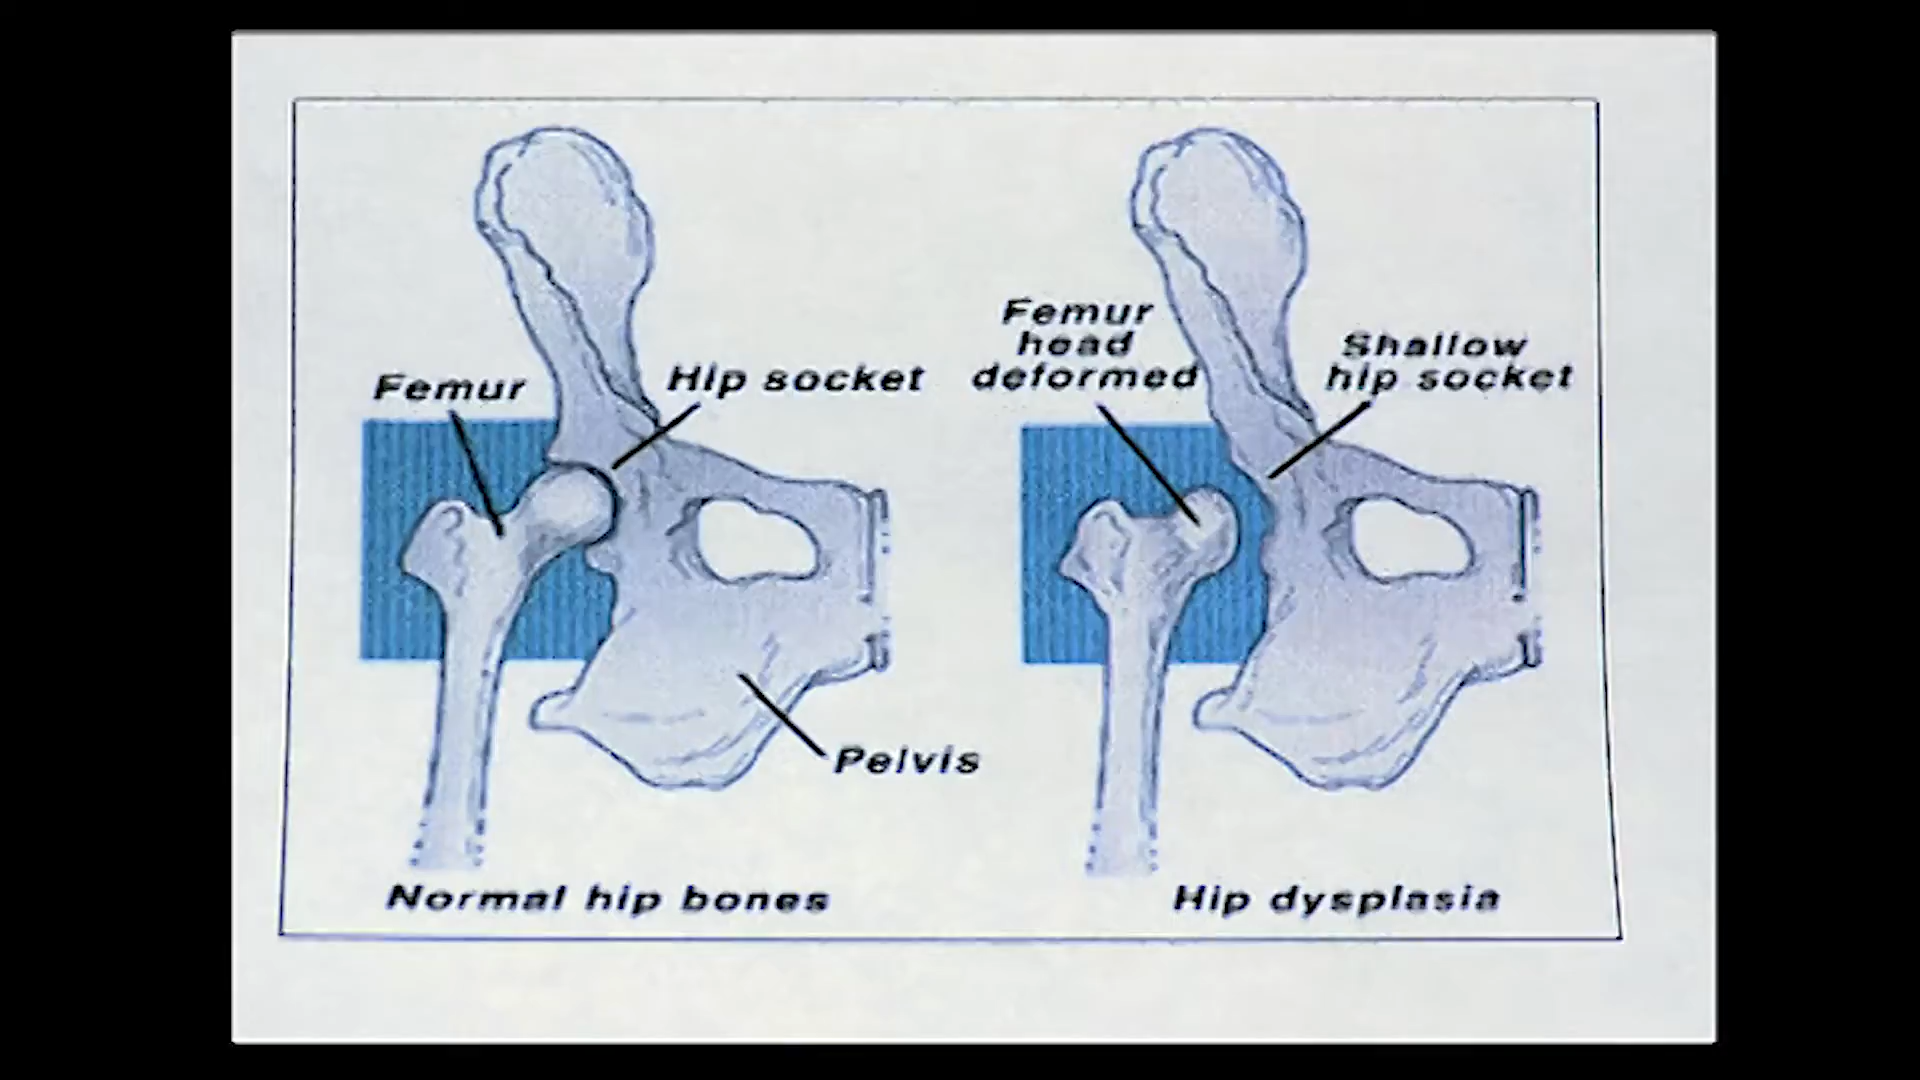 Femur
Hip socket
Pelvis
Normal hip bones
Femur
head
deformed
Shallow
hip socket
Hip dysplasia